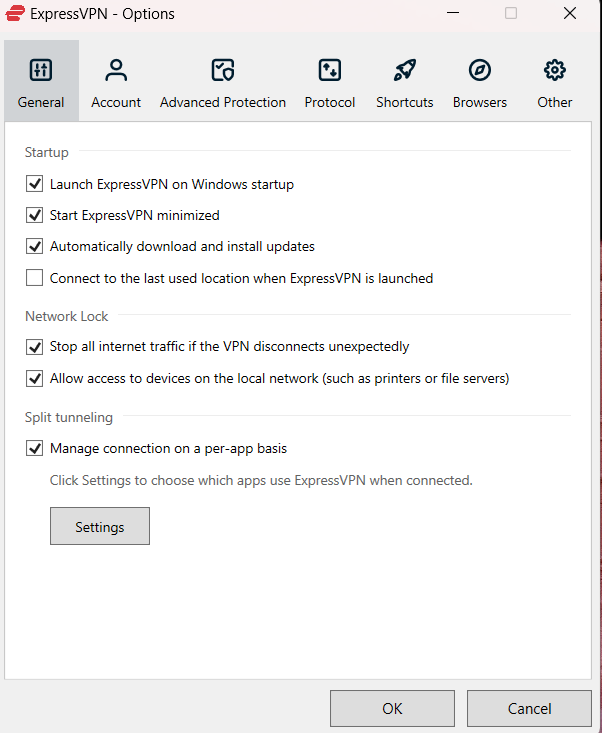 ExpressVPN - Options
General Account Advanced Protection Protocol Shortcuts Browsers Other
Startup
Launch ExpressVPN on Windows startup
Start ExpressVPN minimized
Automatically download and install updates
Connect to the last used location when ExpressVPN is launched
Network Lock
Stop all internet traffic if the VPN disconnects unexpectedly
Allow access to devices on the local network (such as printers or file servers)
Split tunneling
Manage connection on a per-app basis
Click Settings to choose which apps use ExpressVPN when connected.
Settings
OK Cancel